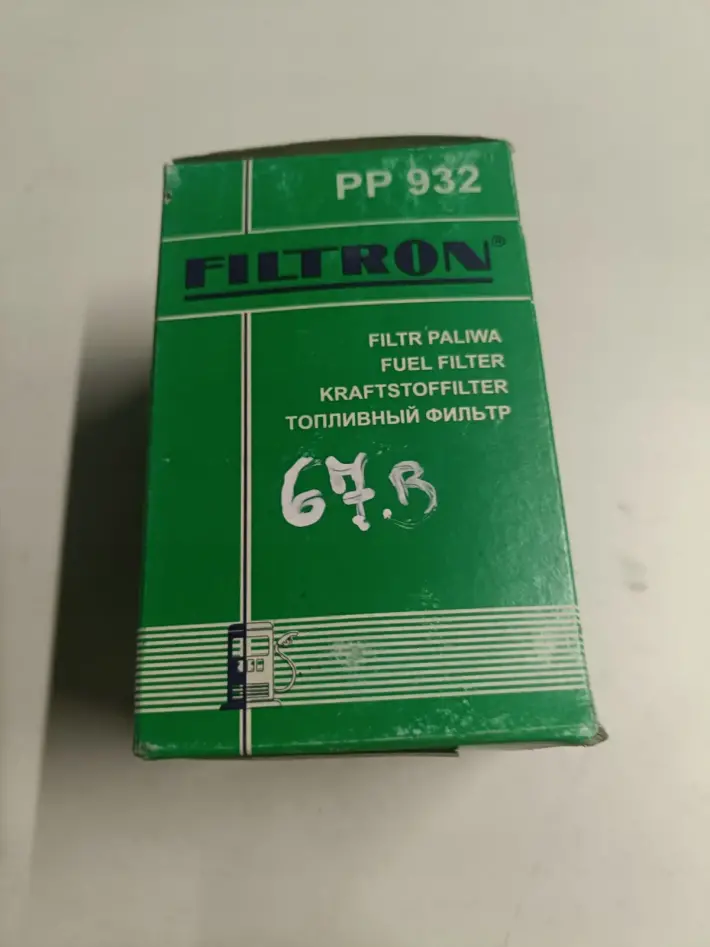 PP 932
FILTRON®
FILTR PALIWA
FUEL FILTER
KRAFTSTOFFILTER
ТОПЛИВНЫЙ ФИЛЬТР
67.B